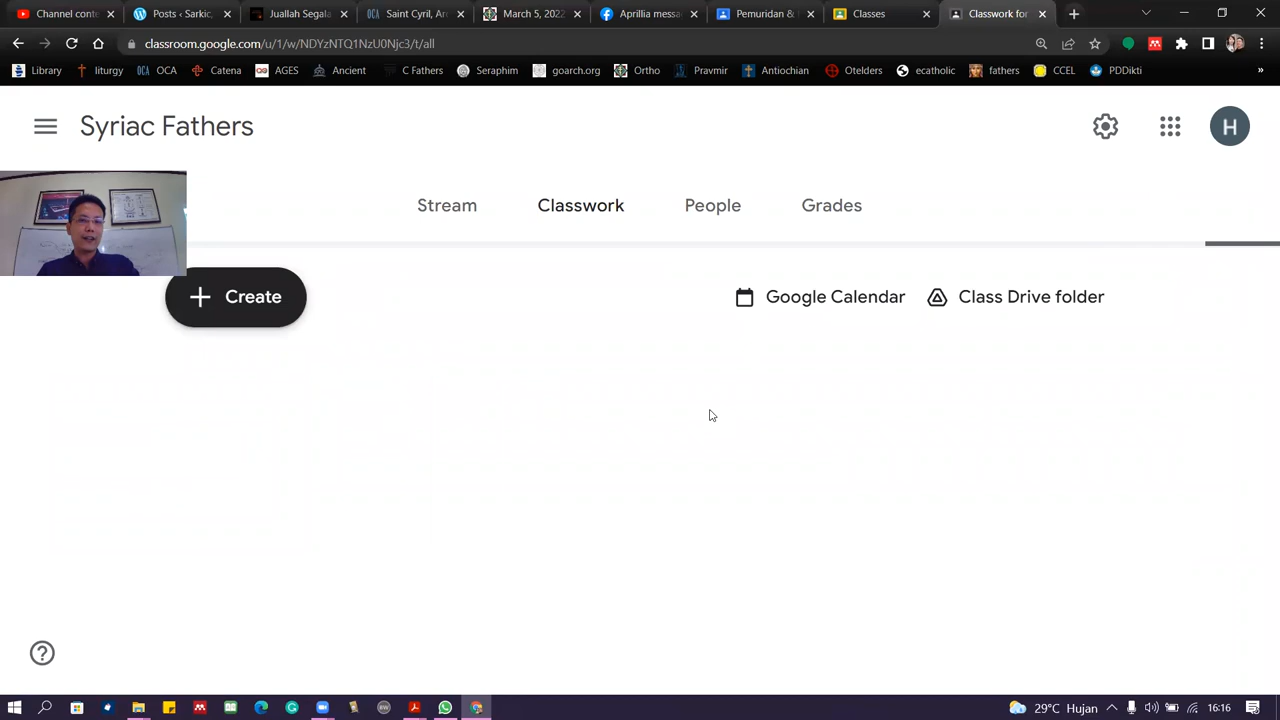 Channel conte
Posts ‹ Sarkic,
Juallah Segala
OCA Saint Cyril, Arc
March 5, 2022
Aprillia messa
Pemuridan & I
Classes
Classwork for
classroom.google.com/u/1/w/NDYzNTQ1NzU0Njc3/t/all
Library
liturgy
OCA OCA
Catena
AGES
Ancient
C Fathers
Seraphim
goarch.org
Ortho
Pravmir
Antiochian
Otelders
ecatholic
fathers
CCEL
PDDikti
»
Syriac Fathers
H
Stream
Classwork
People
Grades
Create
Google Calendar
Class Drive folder
29°C Hujan
16:16